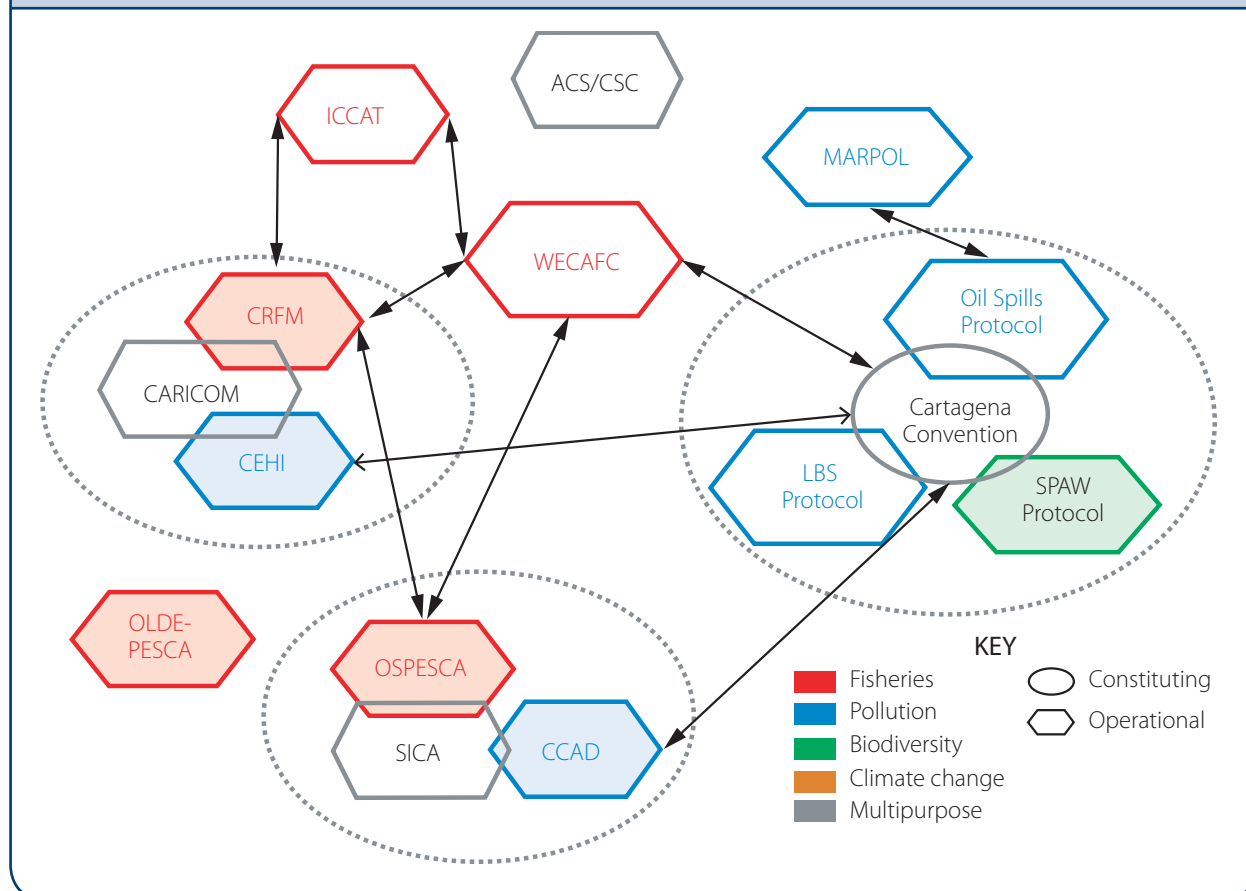 ACS/CSC
ICCAT
MARPOL
WECAFC
CRFM
Oil Spills
Protocol
CARICOM
Cartagena
Convention
CEHI
LBS
Protocol
SPAW
Protocol
OLDE-
PESCA
OSPESCA
SICA
CCAD
KEY
Fisheries
Pollution
Biodiversity
Climate change
Multipurpose
Constituting
Operational